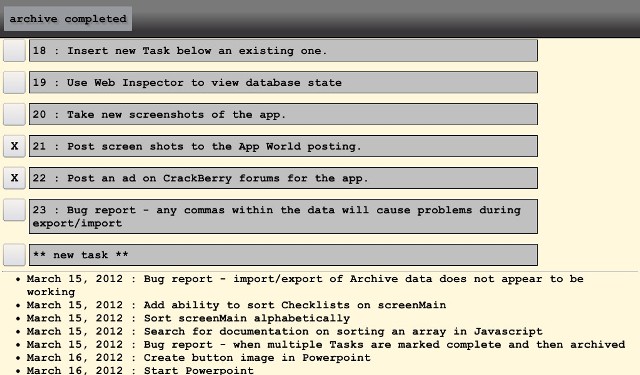 archive completed
18 : Insert new Task below an existing one.
19 : Use Web Inspector to view database state
20 : Take new screenshots of the app.
X 21 : Post screen shots to the App World posting.
X 22 : Post an ad on CrackBerry forums for the app.
23 : Bug report - any commas within the data will cause problems during
export/import
** new task **
• March 15, 2012 : Bug report - import/export of Archive data does not appear to be
working
• March 15, 2012 : Add ability to sort Checklists on screenMain
• March 15, 2012 : Sort screenMain alphabetically
• March 15, 2012 : Search for documentation on sorting an array in Javascript
• March 15, 2012 : Bug report - when multiple Tasks are marked complete and then archived
• March 16, 2012 : Create button image in Powerpoint
• March 16, 2012 : Start Powerpoint